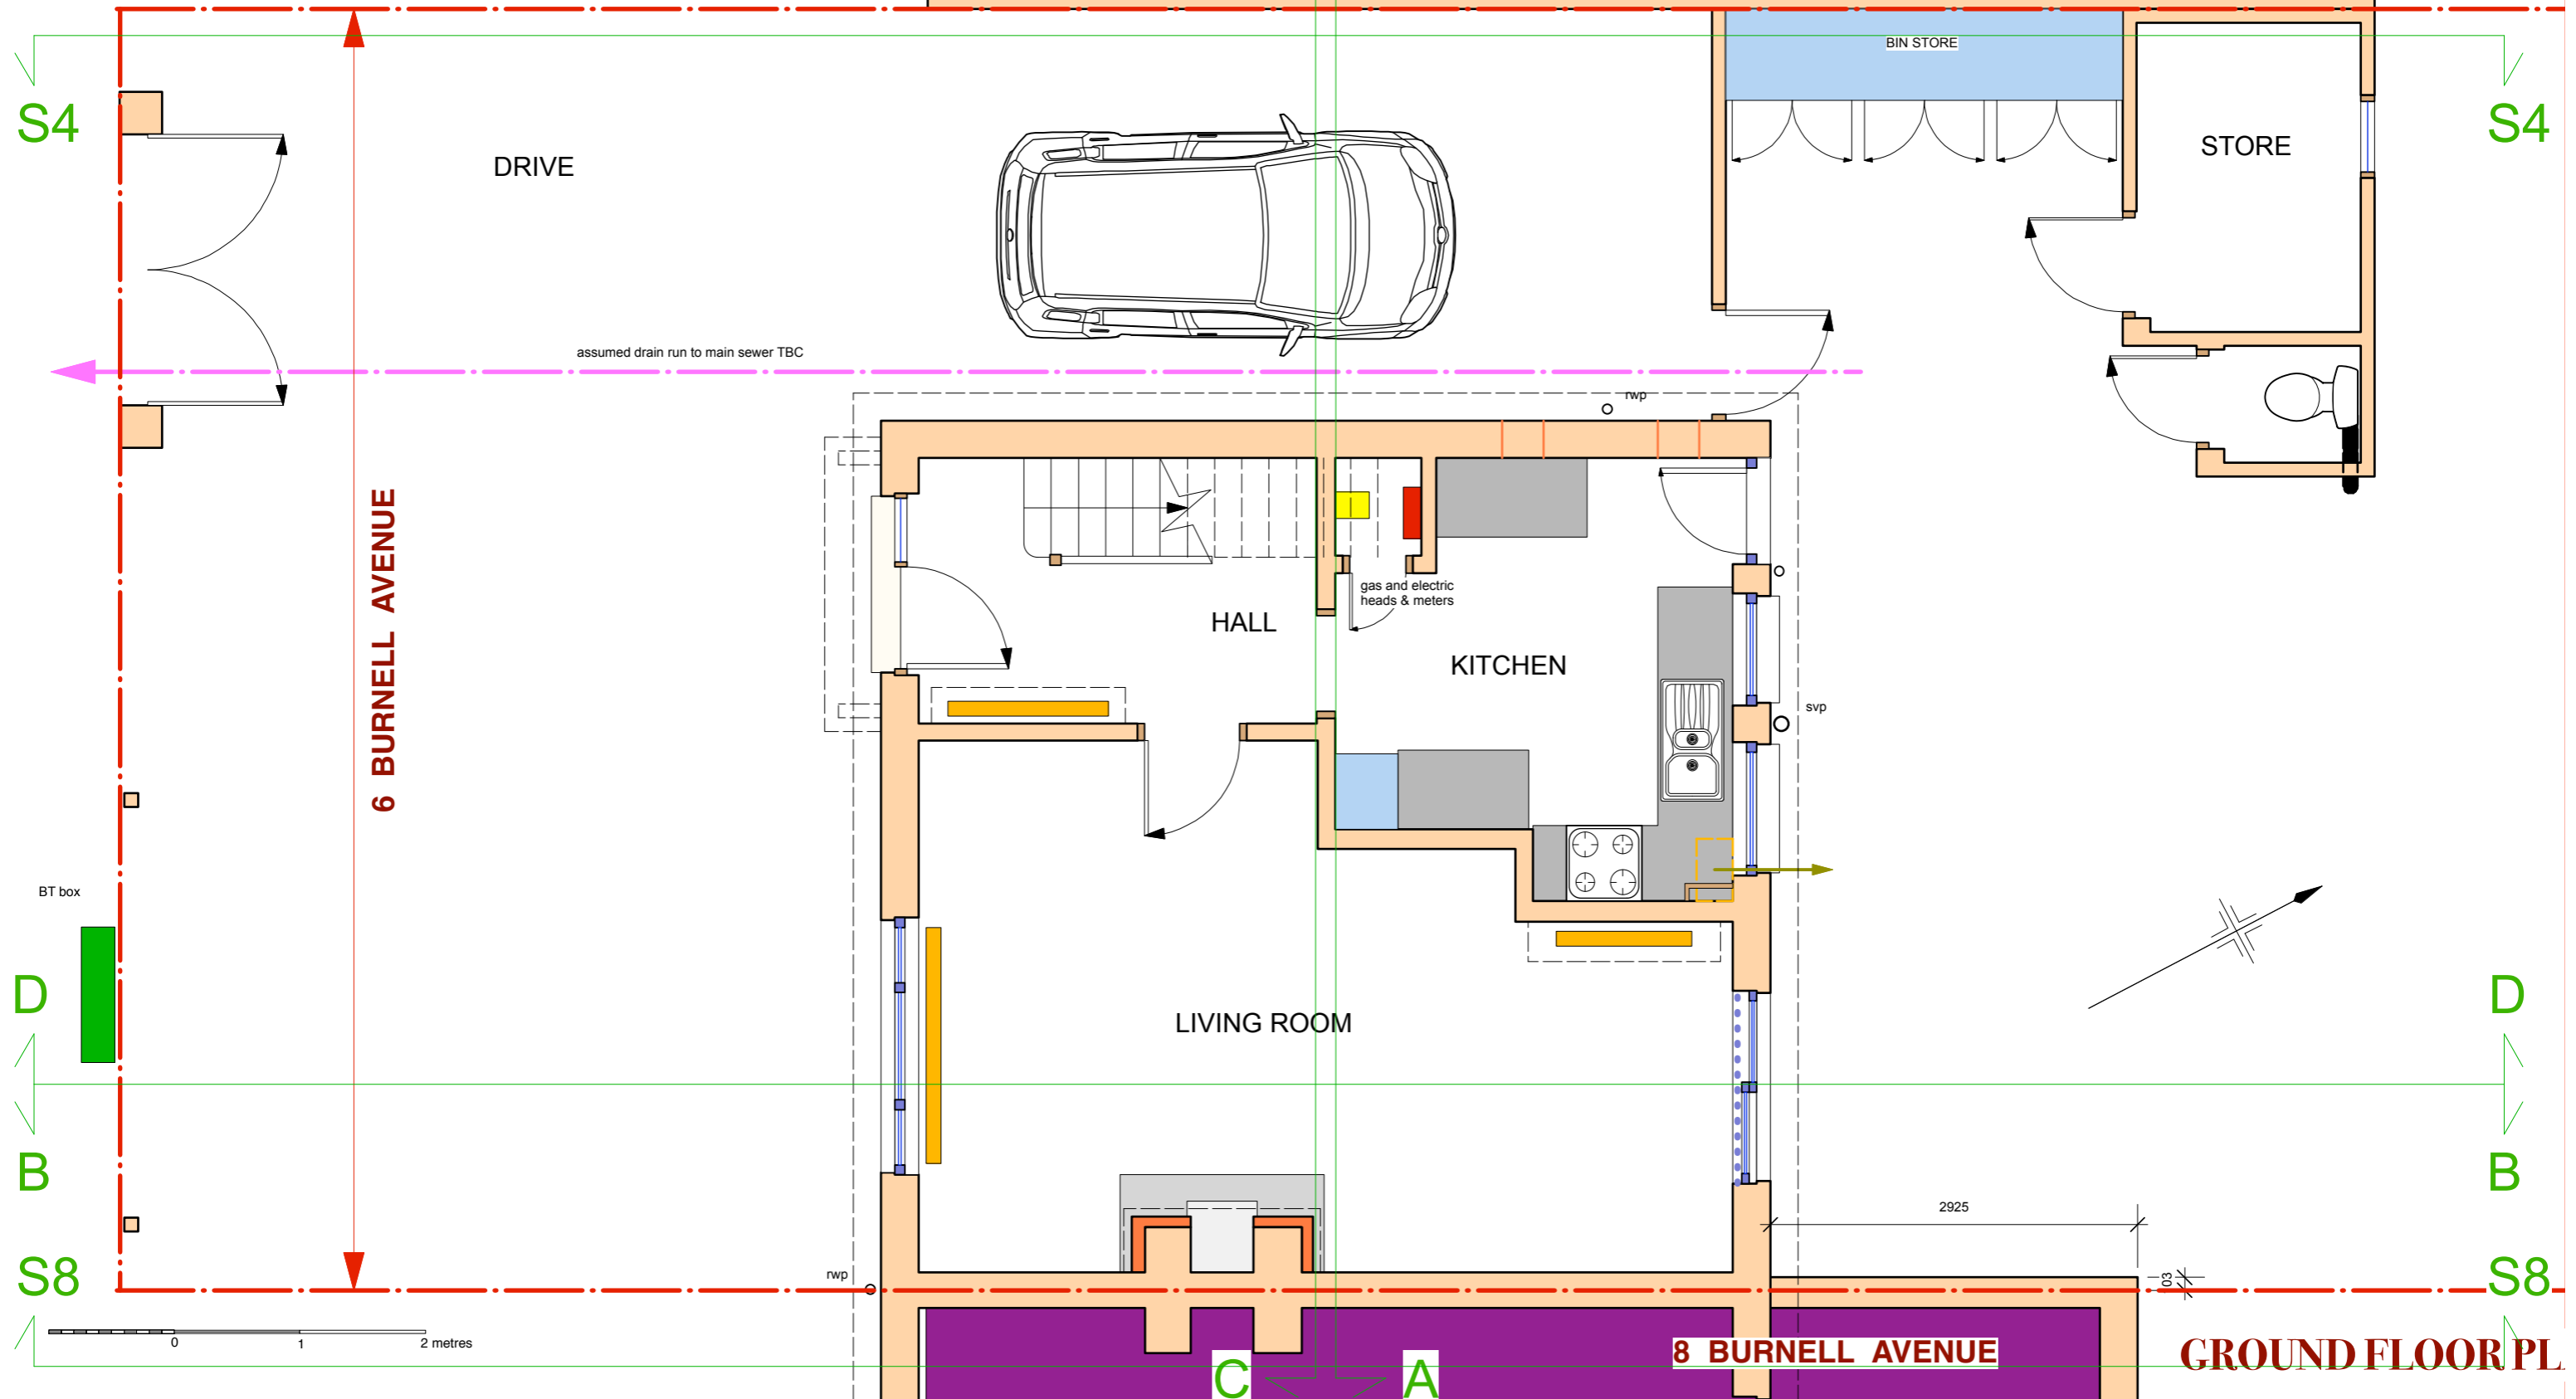 BIN STORE
S4
S4
DRIVE
STORE
assumed drain run to main sewer TBC
rwp
6 BURNELL AVENUE
gas and electric
heads & meters
HALL
KITCHEN
svp
BT box
D
D
LIVING ROOM
B
B
2925
S8
rwp
S8
03
0
1
2 metres
8 BURNELL AVENUE
GROUND FLOOR PL
C
A